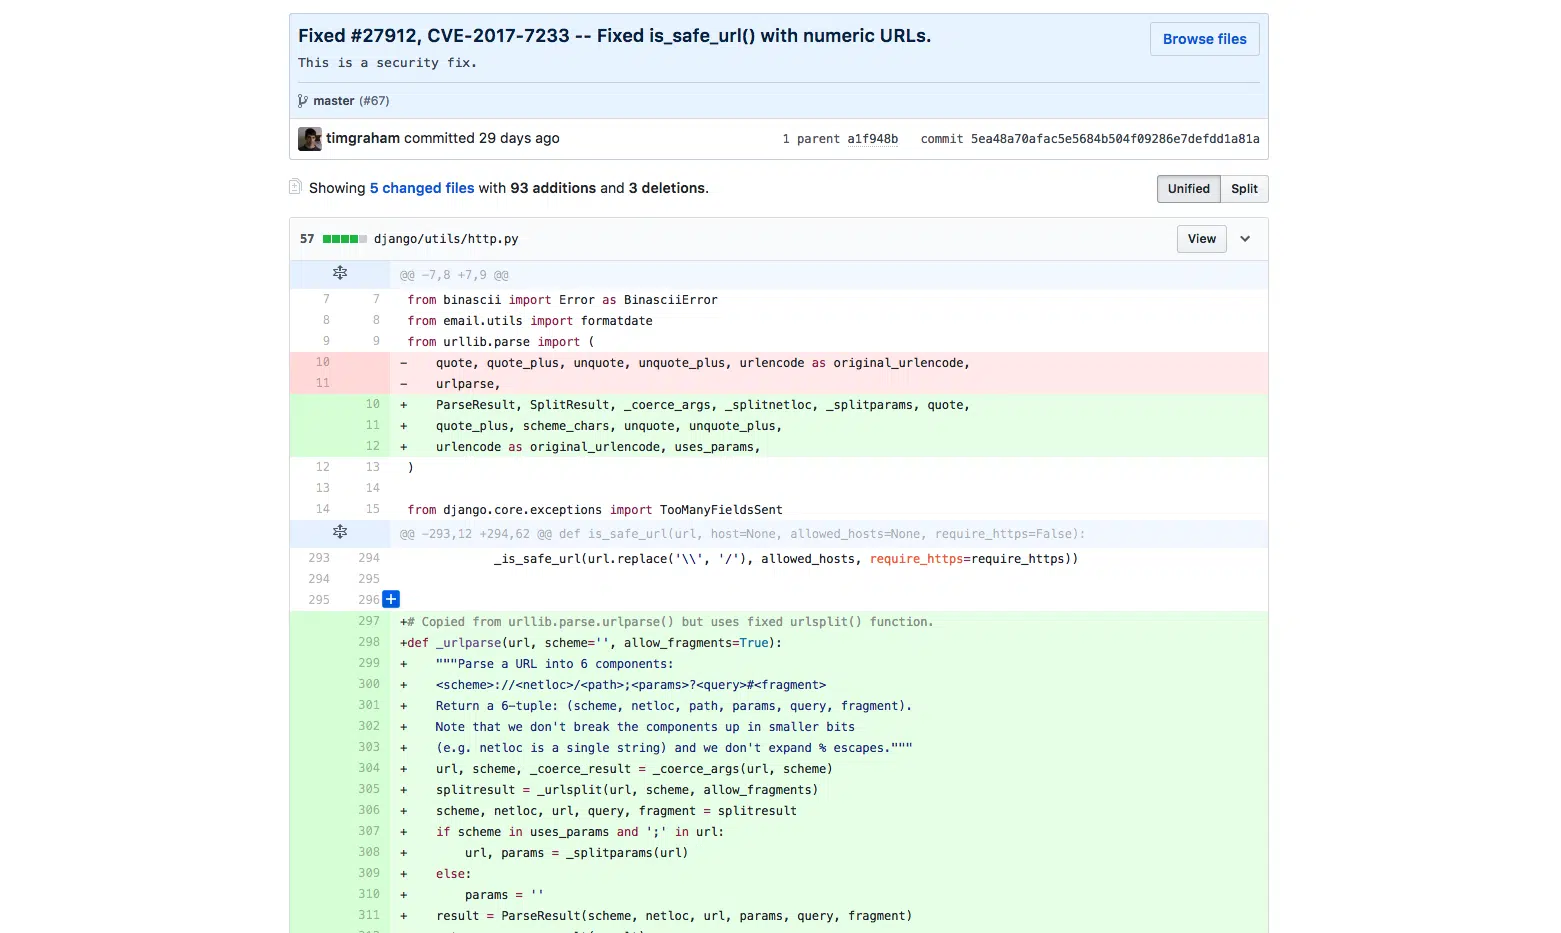 Fixed #27912, CVE-2017-7233 -- Fixed is_safe_url() with numeric URLs.
Browse files
This is a security fix.
master (#67)
timgraham committed 29 days ago 1 parent a1f948b commit 5ea48a70afac5e5684b504f09286e7defdd1a81a
Showing 5 changed files with 93 additions and 3 deletions.
Unified Split
57 django/utils/http.py View
@@ -7,8 +7,9 @@
7 7 from binascii import Error as BinasciiError
8 8 from email.utils import formatdate
9 9 from urllib.parse import (
10 - quote, quote_plus, unquote, unquote_plus, urlencode as original_urlencode,
11 - urlparse,
10 + ParseResult, SplitResult, _coerce_args, _splitnetloc, _splitparams, quote,
11 + quote_plus, scheme_chars, unquote, unquote_plus,
12 + urlencode as original_urlencode, uses_params,
12 13 )
13 14
14 15 from django.core.exceptions import TooManyFieldsSent
@@ -293,12 +294,62 @@ def is_safe_url(url, host=None, allowed_hosts=None, require_https=False):
293 294 _is_safe_url(url.replace('\\', '/'), allowed_hosts, require_https=require_https))
294 295
295 296 +
297 +# Copied from urllib.parse.urlparse() but uses fixed urlsplit() function.
298 +def _urlparse(url, scheme='', allow_fragments=True):
299 + """Parse a URL into 6 components:
300 + <scheme>://<netloc>/<path>;<params>?<query>#<fragment>
301 + Return a 6-tuple: (scheme, netloc, path, params, query, fragment).
302 + Note that we don't break the components up in smaller bits
303 + (e.g. netloc is a single string) and we don't expand % escapes."""
304 + url, scheme, _coerce_result = _coerce_args(url, scheme)
305 + splitresult = _urlsplit(url, scheme, allow_fragments)
306 + scheme, netloc, url, query, fragment = splitresult
307 + if scheme in uses_params and ';' in url:
308 + url, params = _splitparams(url)
309 + else:
310 + params = ''
311 + result = ParseResult(scheme, netloc, url, params, query, fragment)